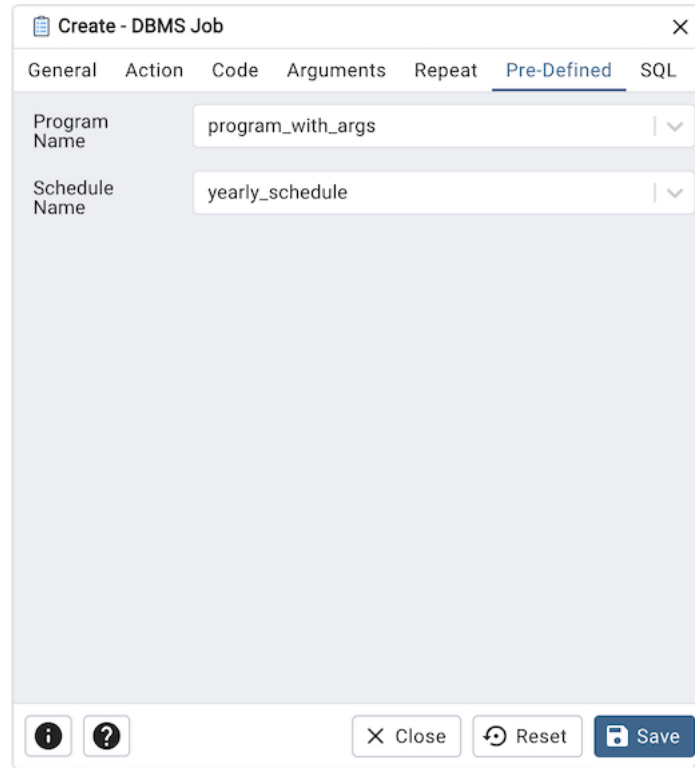 Create - DBMS Job
General Action Code Arguments Repeat Pre-Defined SQL
Program
Name
program_with_args
Schedule
Name
yearly_schedule
Close Reset Save